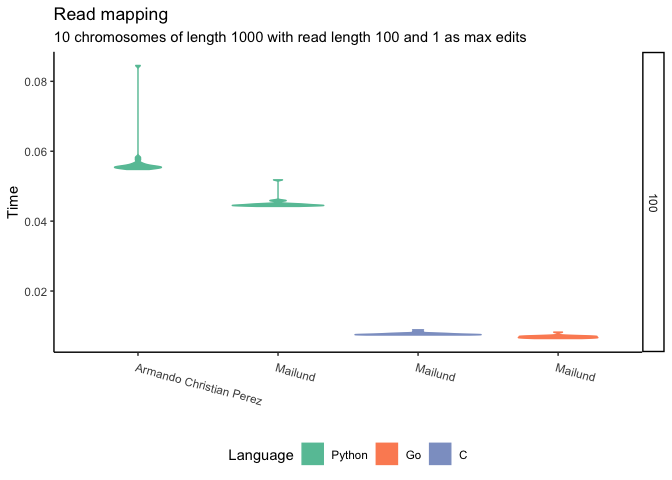 Read mapping
10 chromosomes of length 1000 with read length 100 and 1 as max edits
Time
0.08
0.06
0.04
0.02
100
Armando Christian Perez
Mailund
Mailund
Mailund
Language Python Go C